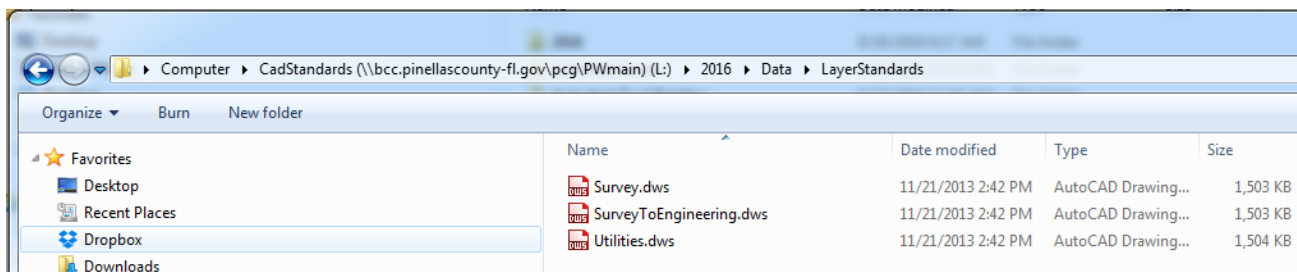 Computer CadStandards (\\bcc.pinellascounty-fl.gov\pcg\PWmain) (L:) 2016 Data LayerStandards
Organize Burn New folder
Favorites
Desktop
Recent Places
Dropbox
Downloads
Name Date modified Type Size
Survey.dws 11/21/2013 2:42 PM AutoCAD Drawing... 1,503 KB
SurveyToEngineering.dws 11/21/2013 2:42 PM AutoCAD Drawing... 1,503 KB
Utilities.dws 11/21/2013 2:42 PM AutoCAD Drawing... 1,504 KB